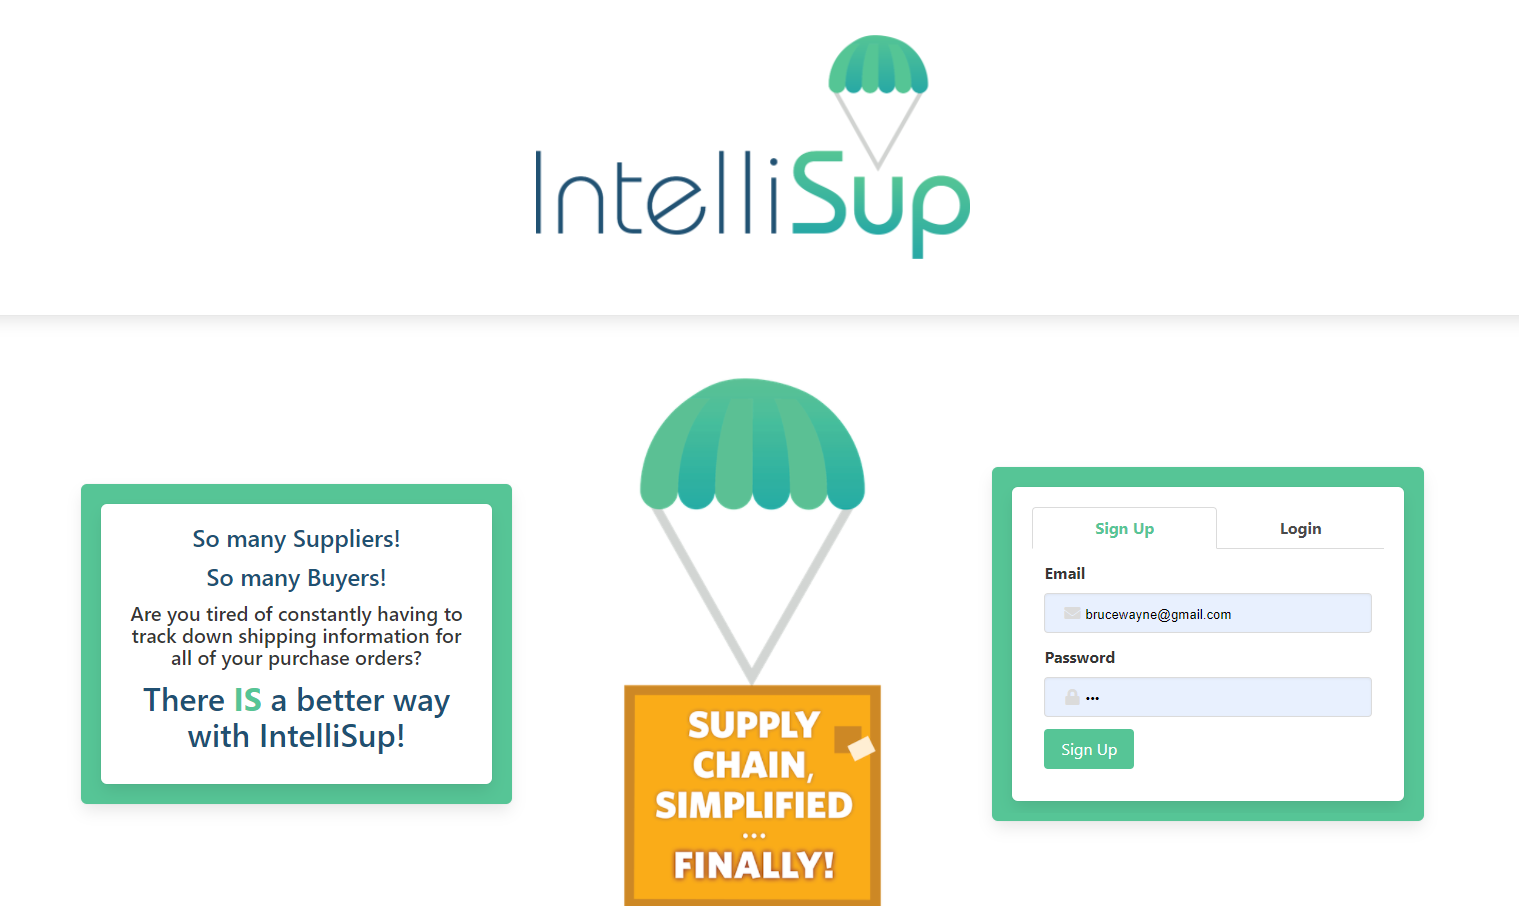 IntelliSup
So many Suppliers!
So many Buyers!
Are you tired of constantly having to
track down shipping information for
all of your purchase orders?
There IS a better way
with IntelliSup!
SUPPLY
CHAIN,
SIMPLIFIED
...
FINALLY!
Sign Up Login
Email
brucewayne@gmail.com
Password
•••
Sign Up